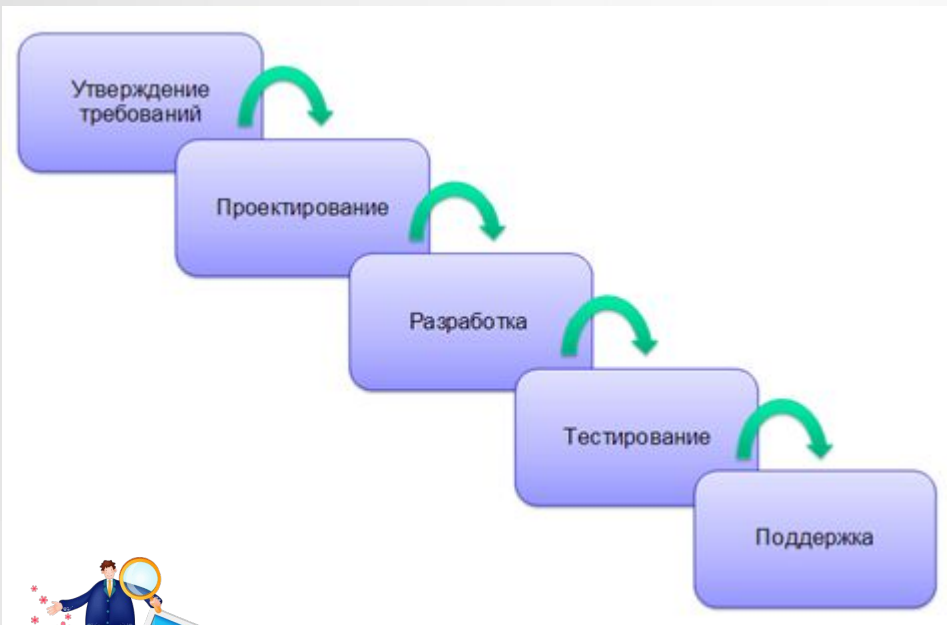 Утверждение
требований
Проектирование
Разработка
Тестирование
Поддержка